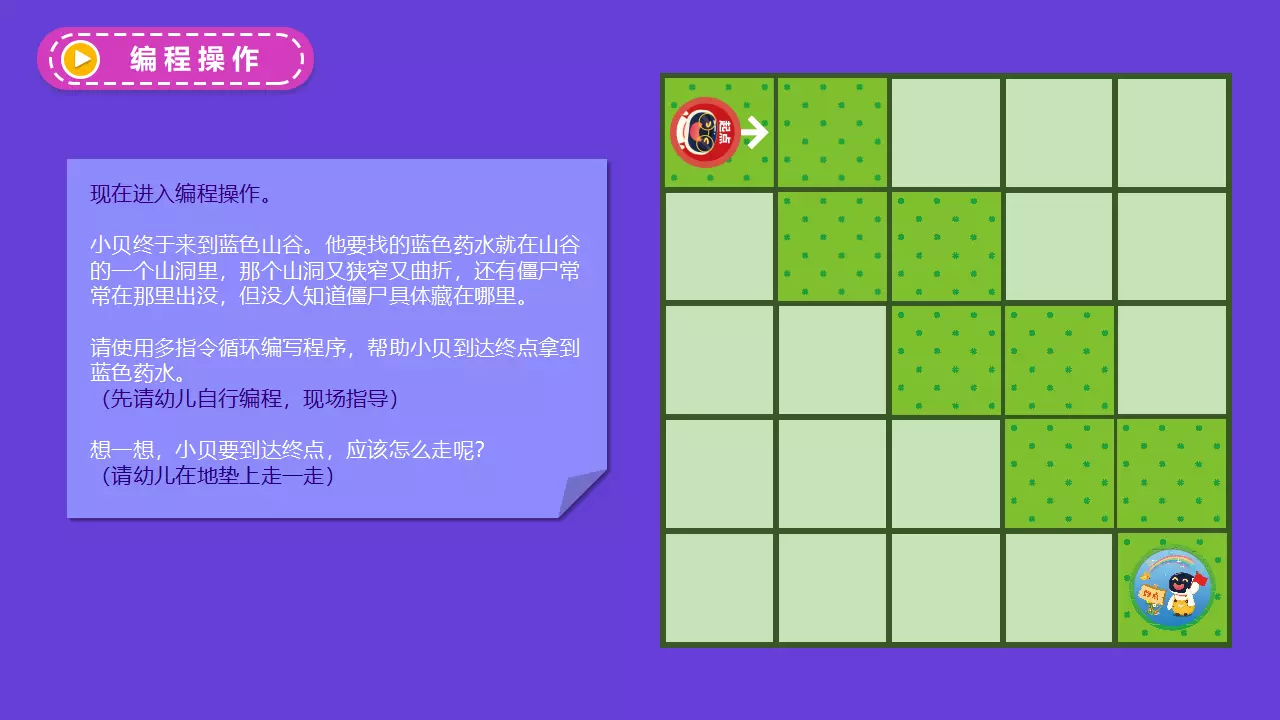 编程操作
现在进入编程操作。
小贝终于来到蓝色山谷。他要找的蓝色药水就在山谷
的一个山洞里，那个山洞又狭窄又曲折，还有僵尸常
常在那里出没，但没人知道僵尸具体藏在哪里。
请使用多指令循环编写程序，帮助小贝到达终点拿到
蓝色药水。
（先请幼儿自行编程，现场指导）
想一想，小贝要到达终点，应该怎么走呢?
（请幼儿在地垫上走一走）
起点
终点